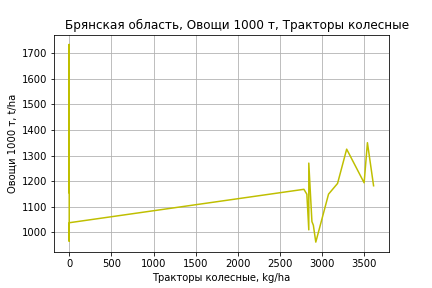 Брянская область, Овощи 1000 т, Тракторы колесные
Овощи 1000 т, t/ha
1700
1600
1500
1400
1300
1200
1100
1000
0 500 1000 1500 2000 2500 3000 3500
Тракторы колесные, kg/ha